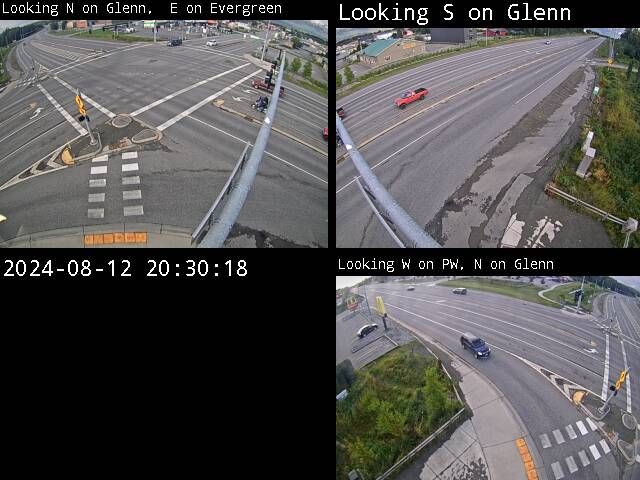 Looking N on Glenn,  E on Evergreen
Looking S on Glenn
2024-08-12 20:30:18
Looking W on PW, N on Glenn